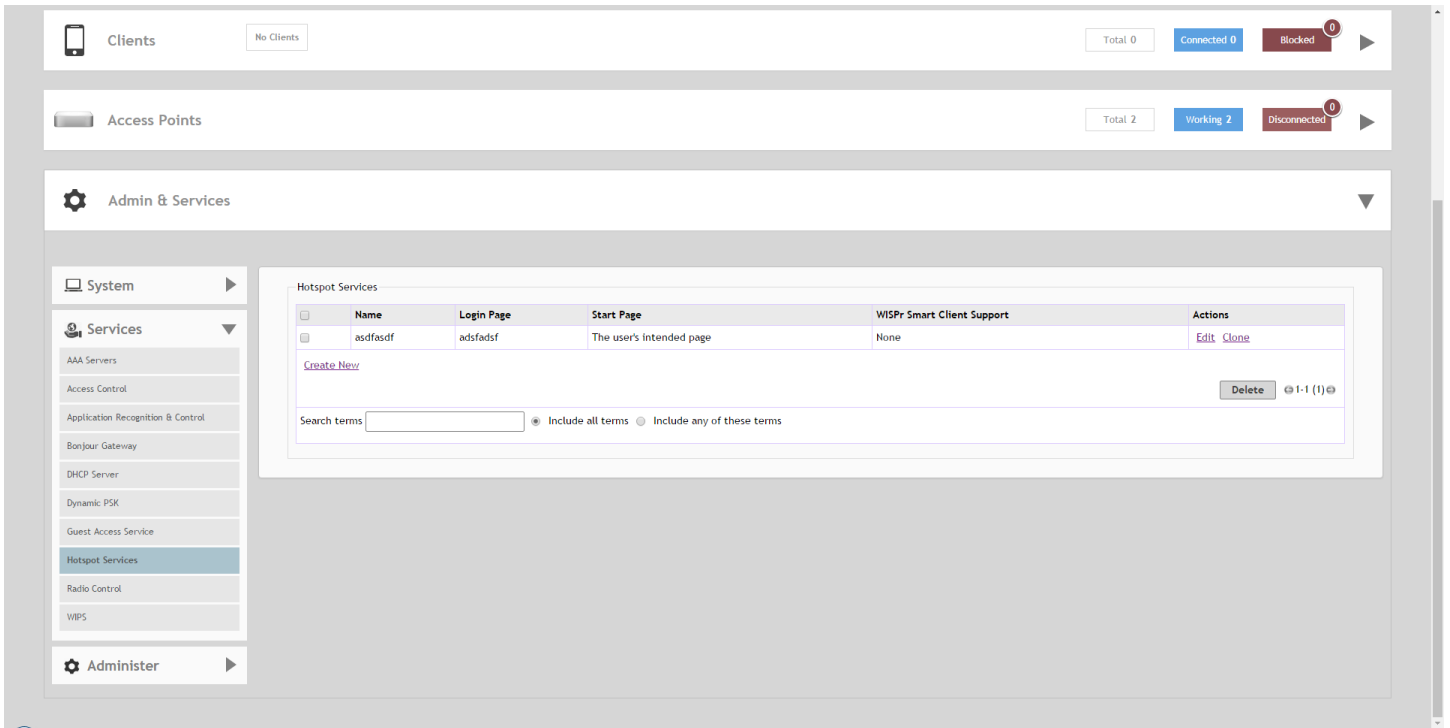 Clients
No Clients
Total 0
Connected 0
Blocked
0
Access Points
Total 2
Working 2
Disconnected
0
Admin & Services
System
Services
AAA Servers
Access Control
Application Recognition & Control
Bonjour Gateway
DHCP Server
Dynamic PSK
Guest Access Service
Hotspot Services
Radio Control
WIPS
Administer
Hotspot Services
Name Login Page Start Page WISPr Smart Client Support Actions
asdfasdf adsfadsf The user's intended page None Edit Clone
Create New
Delete 1-1 (1)
Search terms Include all terms Include any of these terms